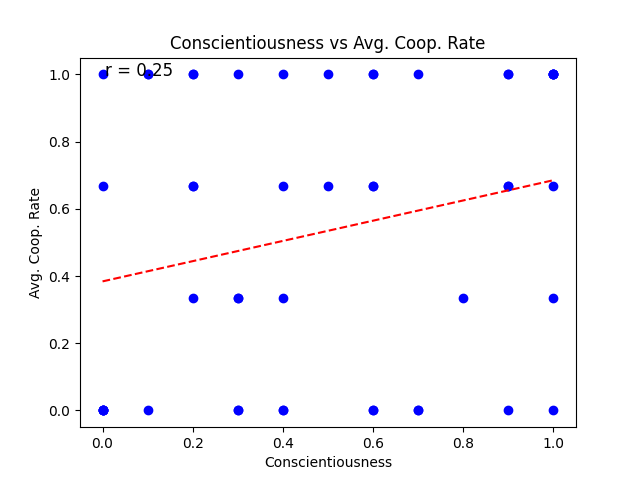 Conscientiousness vs Avg. Coop. Rate
r = 0.25
Avg. Coop. Rate
1.0
0.8
0.6
0.4
0.2
0.0
0.0 0.2 0.4 0.6 0.8 1.0
Conscientiousness